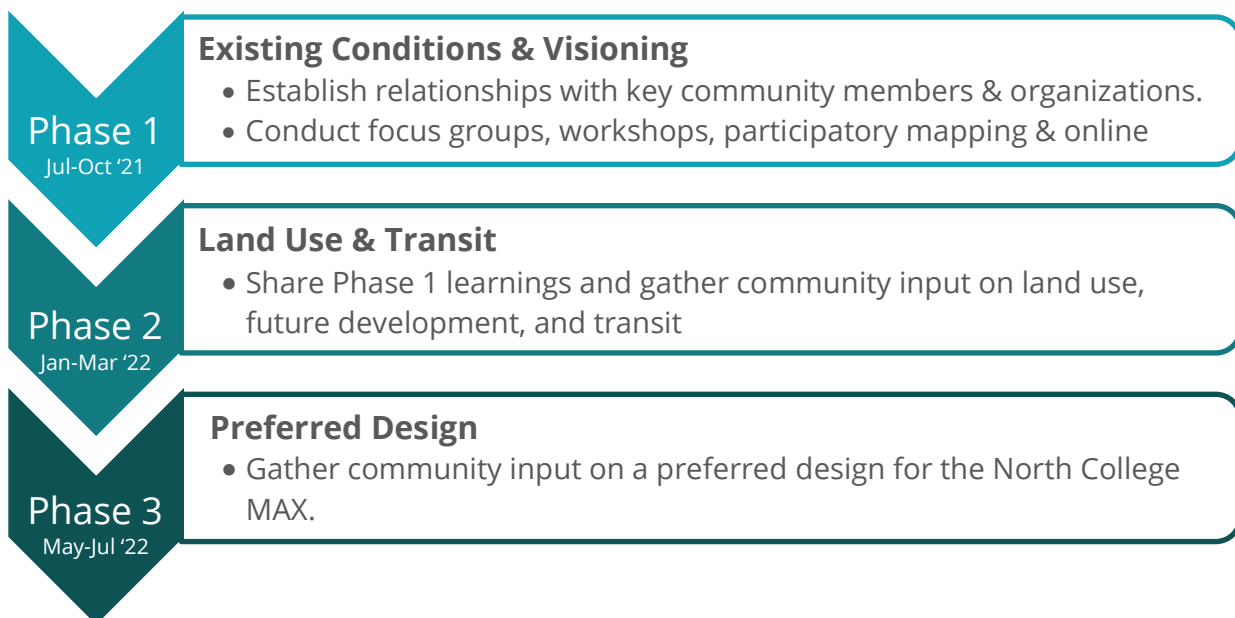 Phase 1
Jul-Oct ‘21
Existing Conditions & Visioning
• Establish relationships with key community members & organizations.
• Conduct focus groups, workshops, participatory mapping & online
Phase 2
Jan-Mar ‘22
Land Use & Transit
• Share Phase 1 learnings and gather community input on land use,
future development, and transit
Phase 3
May-Jul ‘22
Preferred Design
• Gather community input on a preferred design for the North College
MAX.